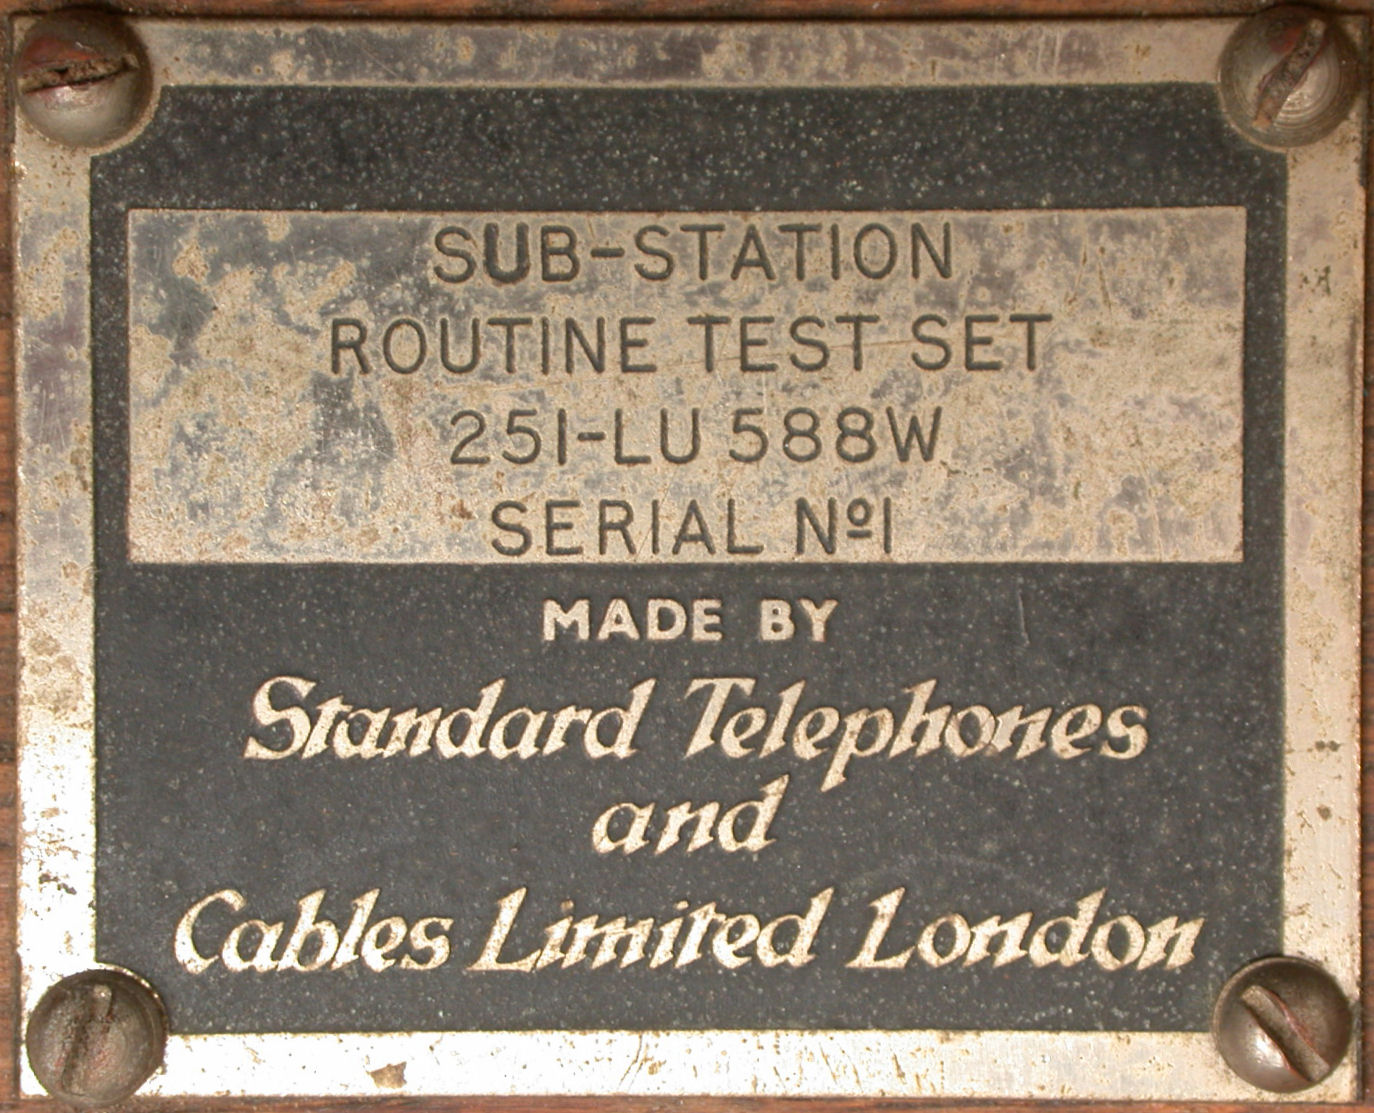 SUB-STATION
ROUTINE TEST SET
251-LU 588W
SERIAL Nº1
MADE BY
Standard Telephones
and
Cables Limited London